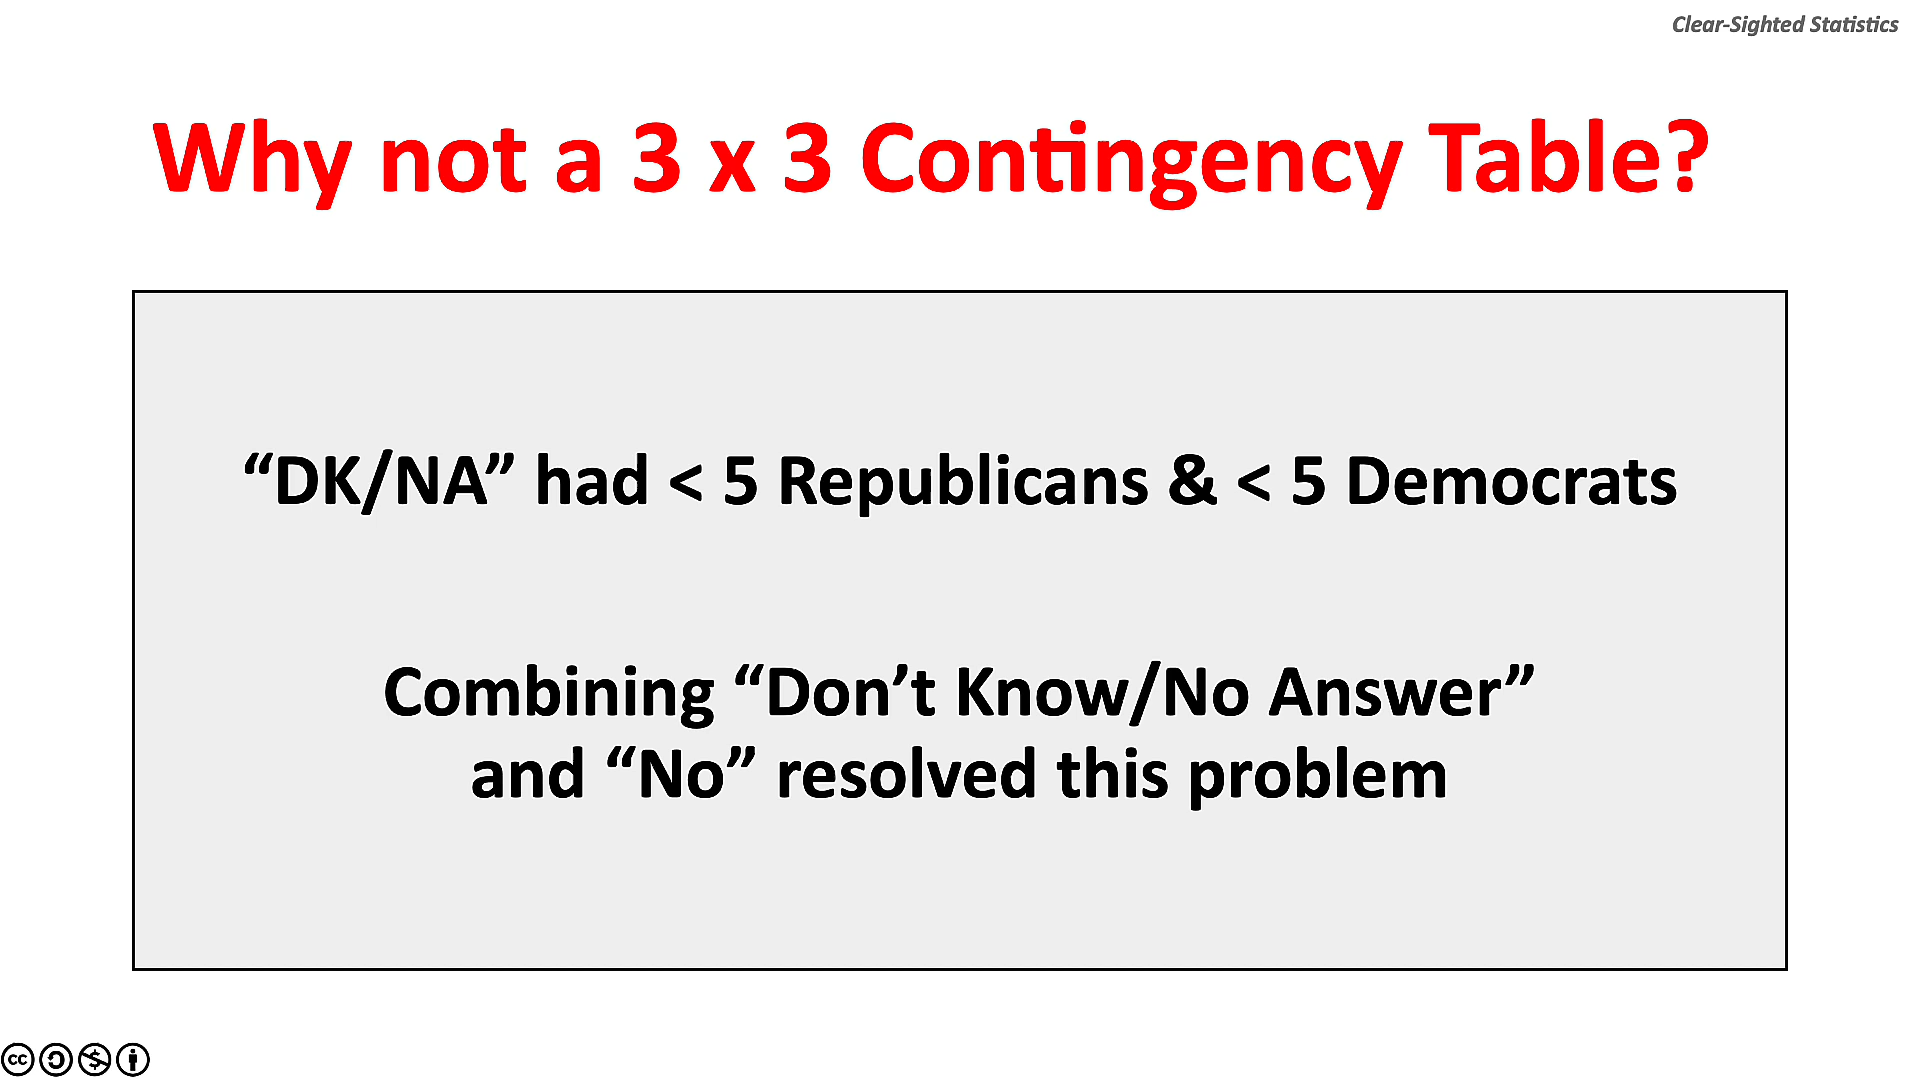 Clear-Sighted Statistics
Why not a 3 x 3 Contingency Table?
“DK/NA” had < 5 Republicans & < 5 Democrats
Combining “Don’t Know/No Answer”
and “No” resolved this problem
cc